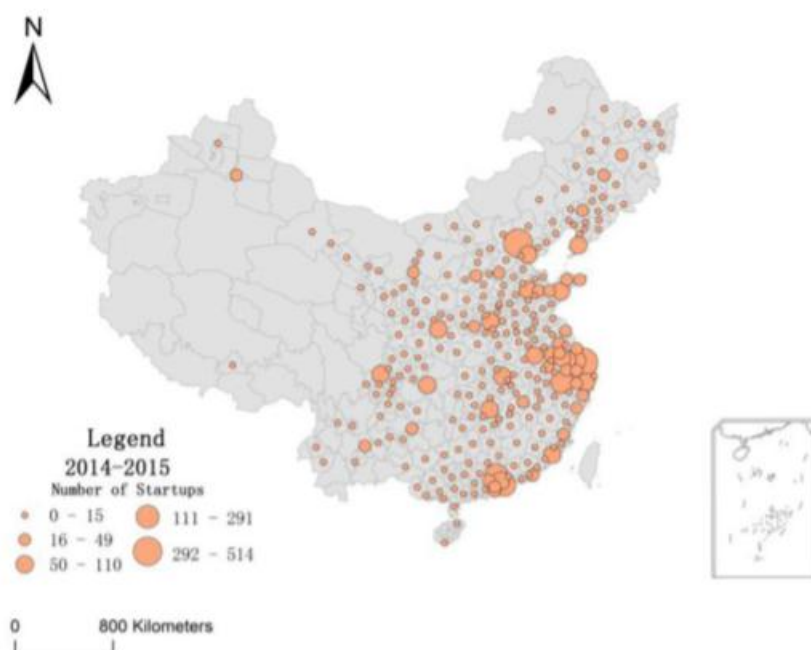 N
Legend
2014-2015
Number of Startups
0 - 15
16 - 49
50 - 110
111 - 291
292 - 514
0 800 Kilometers